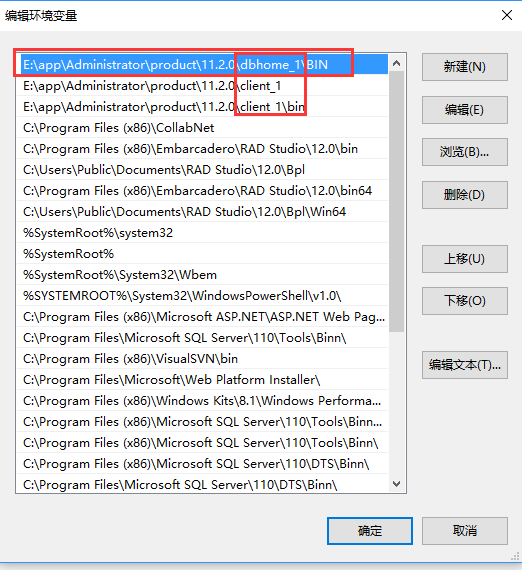 编辑环境变量
E:\app\Administrator\product\11.2.0\dbhome_1\BIN
E:\app\Administrator\product\11.2.0\client_1
E:\app\Administrator\product\11.2.0\client_1\bin
C:\Program Files (x86)\CollabNet
C:\Program Files (x86)\Embarcadero\RAD Studio\12.0\bin
C:\Users\Public\Documents\RAD Studio\12.0\Bpl
C:\Program Files (x86)\Embarcadero\RAD Studio\12.0\bin64
C:\Users\Public\Documents\RAD Studio\12.0\Bpl\Win64
%SystemRoot%\system32
%SystemRoot%
%SystemRoot%\System32\Wbem
%SYSTEMROOT%\System32\WindowsPowerShell\v1.0\
C:\Program Files (x86)\Microsoft ASP.NET\ASP.NET Web Pag...
C:\Program Files\Microsoft SQL Server\110\Tools\Binn\
C:\Program Files (x86)\VisualSVN\bin
C:\Program Files\Microsoft\Web Platform Installer\
C:\Program Files (x86)\Windows Kits\8.1\Windows Performa...
C:\Program Files (x86)\Microsoft SQL Server\110\Tools\Binn...
C:\Program Files (x86)\Microsoft SQL Server\110\Tools\Binn\
C:\Program Files (x86)\Microsoft SQL Server\110\DTS\Binn\
C:\Program Files\Microsoft SQL Server\110\DTS\Binn\
新建(N)
编辑(E)
浏览(B)...
删除(D)
上移(U)
下移(O)
编辑文本(T)...
确定
取消